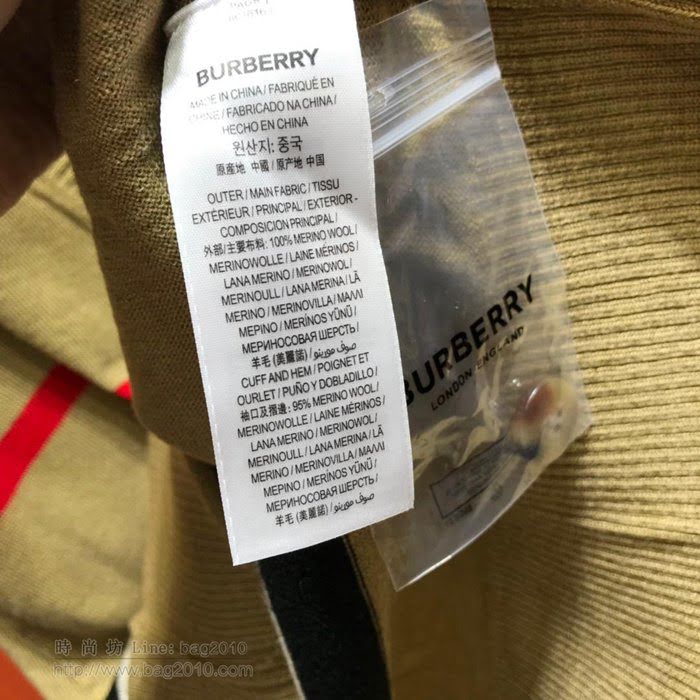 BURBERRY
MADE IN CHINA / FABRIQUÉ EN
CHINE / FABRICADO NA CHINA /
HECHO EN CHINA
원산지: 중국
原產地 中國 / 原产地 中国
OUTER / MAIN FABRIC / TISSU
EXTÉRIEUR / PRINCIPAL / EXTERIOR -
COMPOSICION PRINCIPAL /
外部 / 主要布料: 100% MERINO WOOL /
MERINOWOLLE / LAINE MÉRINOS /
LANA MERINO / MERINOWOL /
MERINOULL / LANA MERINA / LÃ
MERINO / MERINOVILLA / ΜΑΛΛΙ
ΜΕΡΙΝΟ / MERİNOS YÜNÜ /
МЕРИНОСОВАЯ ШЕРСТЬ /
羊毛 (美麗諾) / صوف مورينو /
CUFF AND HEM / POIGNET ET
OURLET / PUÑO Y DOBLADILLO /
袖口及摺邊: 95% MERINO WOOL /
MERINOWOLLE / LAINE MÉRINOS /
LANA MERINO / MERINOWOL /
MERINOULL / LANA MERINA / LÃ
MERINO / MERINOVILLA / ΜΑΛΛΙ
ΜΕΡΙΝΟ / MERİNOS YÜNÜ /
МЕРИНОСОВАЯ ШЕРСТЬ /
羊毛 (美麗諾) / صوف مورينو /
BURBERRY
LONDON ENGLAND
時尚坊 Line: bag2010
http://www.bag2010.com/